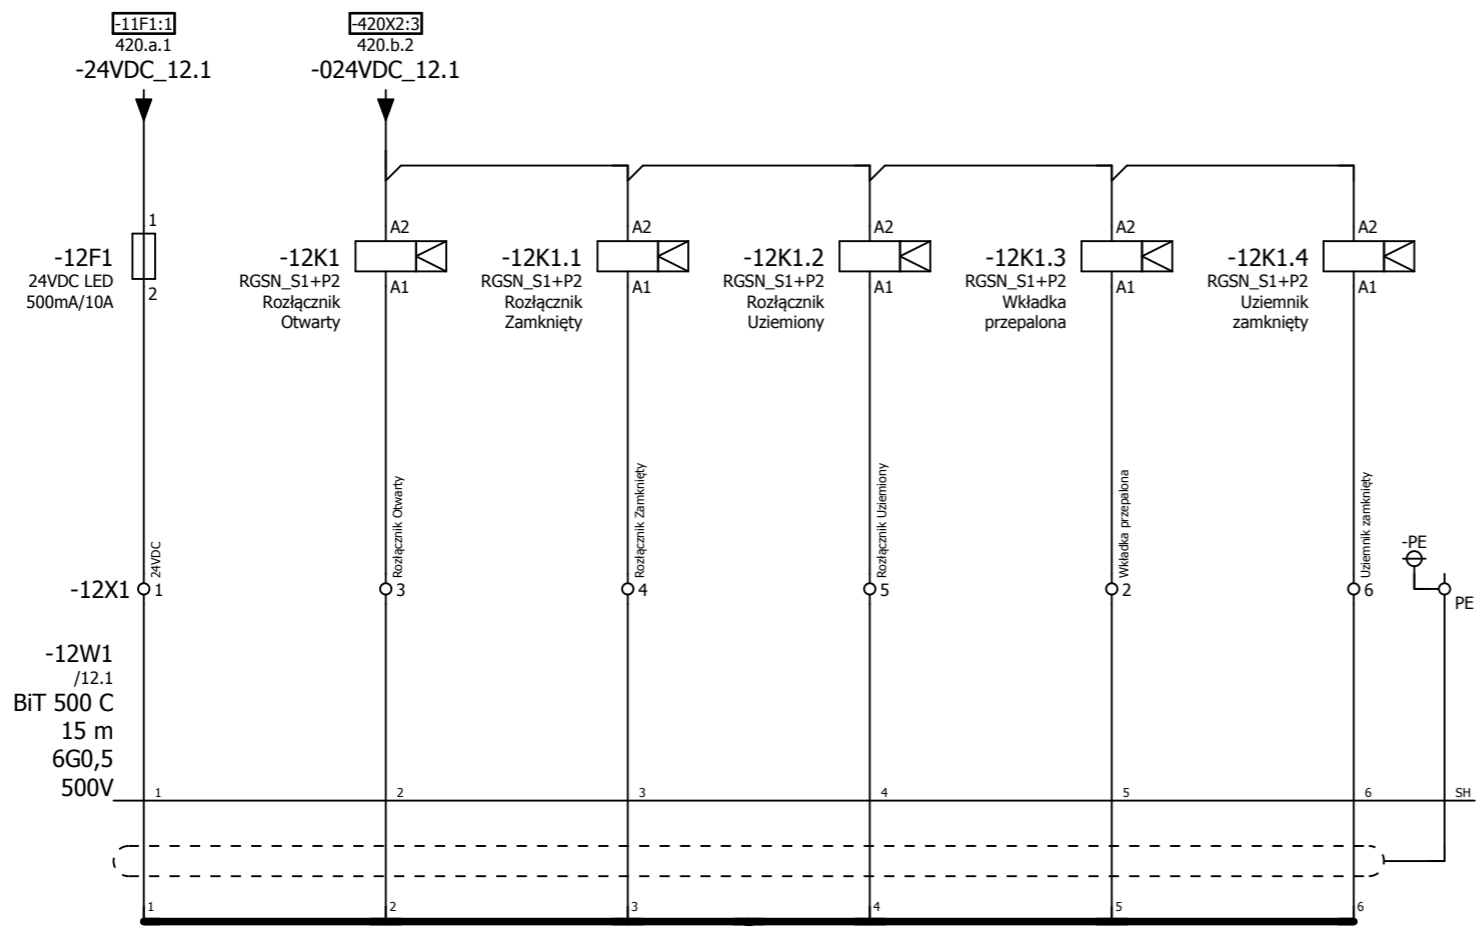 -11F1:1
420.a.1
-24VDC_12.1
-420X2:3
420.b.2
-024VDC_12.1
1
-12F1
24VDC LED
500mA/10A
2
A2
-12K1
RGSN_S1+P2
Rozłącznik
Otwarty
A1
A2
-12K1.1
RGSN_S1+P2
Rozłącznik
Zamknięty
A1
A2
-12K1.2
RGSN_S1+P2
Rozłącznik
Uziemiony
A1
A2
-12K1.3
RGSN_S1+P2
Wkładka
przepalona
A1
A2
-12K1.4
RGSN_S1+P2
Uziemnik
zamknięty
A1
24VDC
Rozłącznik Otwarty
Rozłącznik Zamknięty
Rozłącznik Uziemiony
Wkładka przepalona
Uziemnik zamknięty
-PE
-12X1 1 3 4 5 2 6 PE
-12W1
/12.1
BiT 500 C
15 m
6G0,5
500V
1 2 3 4 5 6 SH
1 2 3 4 5 6